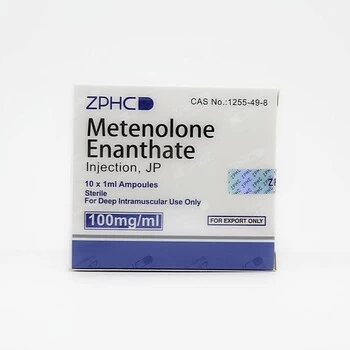 ZPHC
CAS No.:1255-49-8
Metenolone
Enanthate
Injection, JP
10 x 1ml Ampoules
Sterile
For Deep Intramuscular Use Only
100mg/ml
FOR EXPORT ONLY
ZPHC